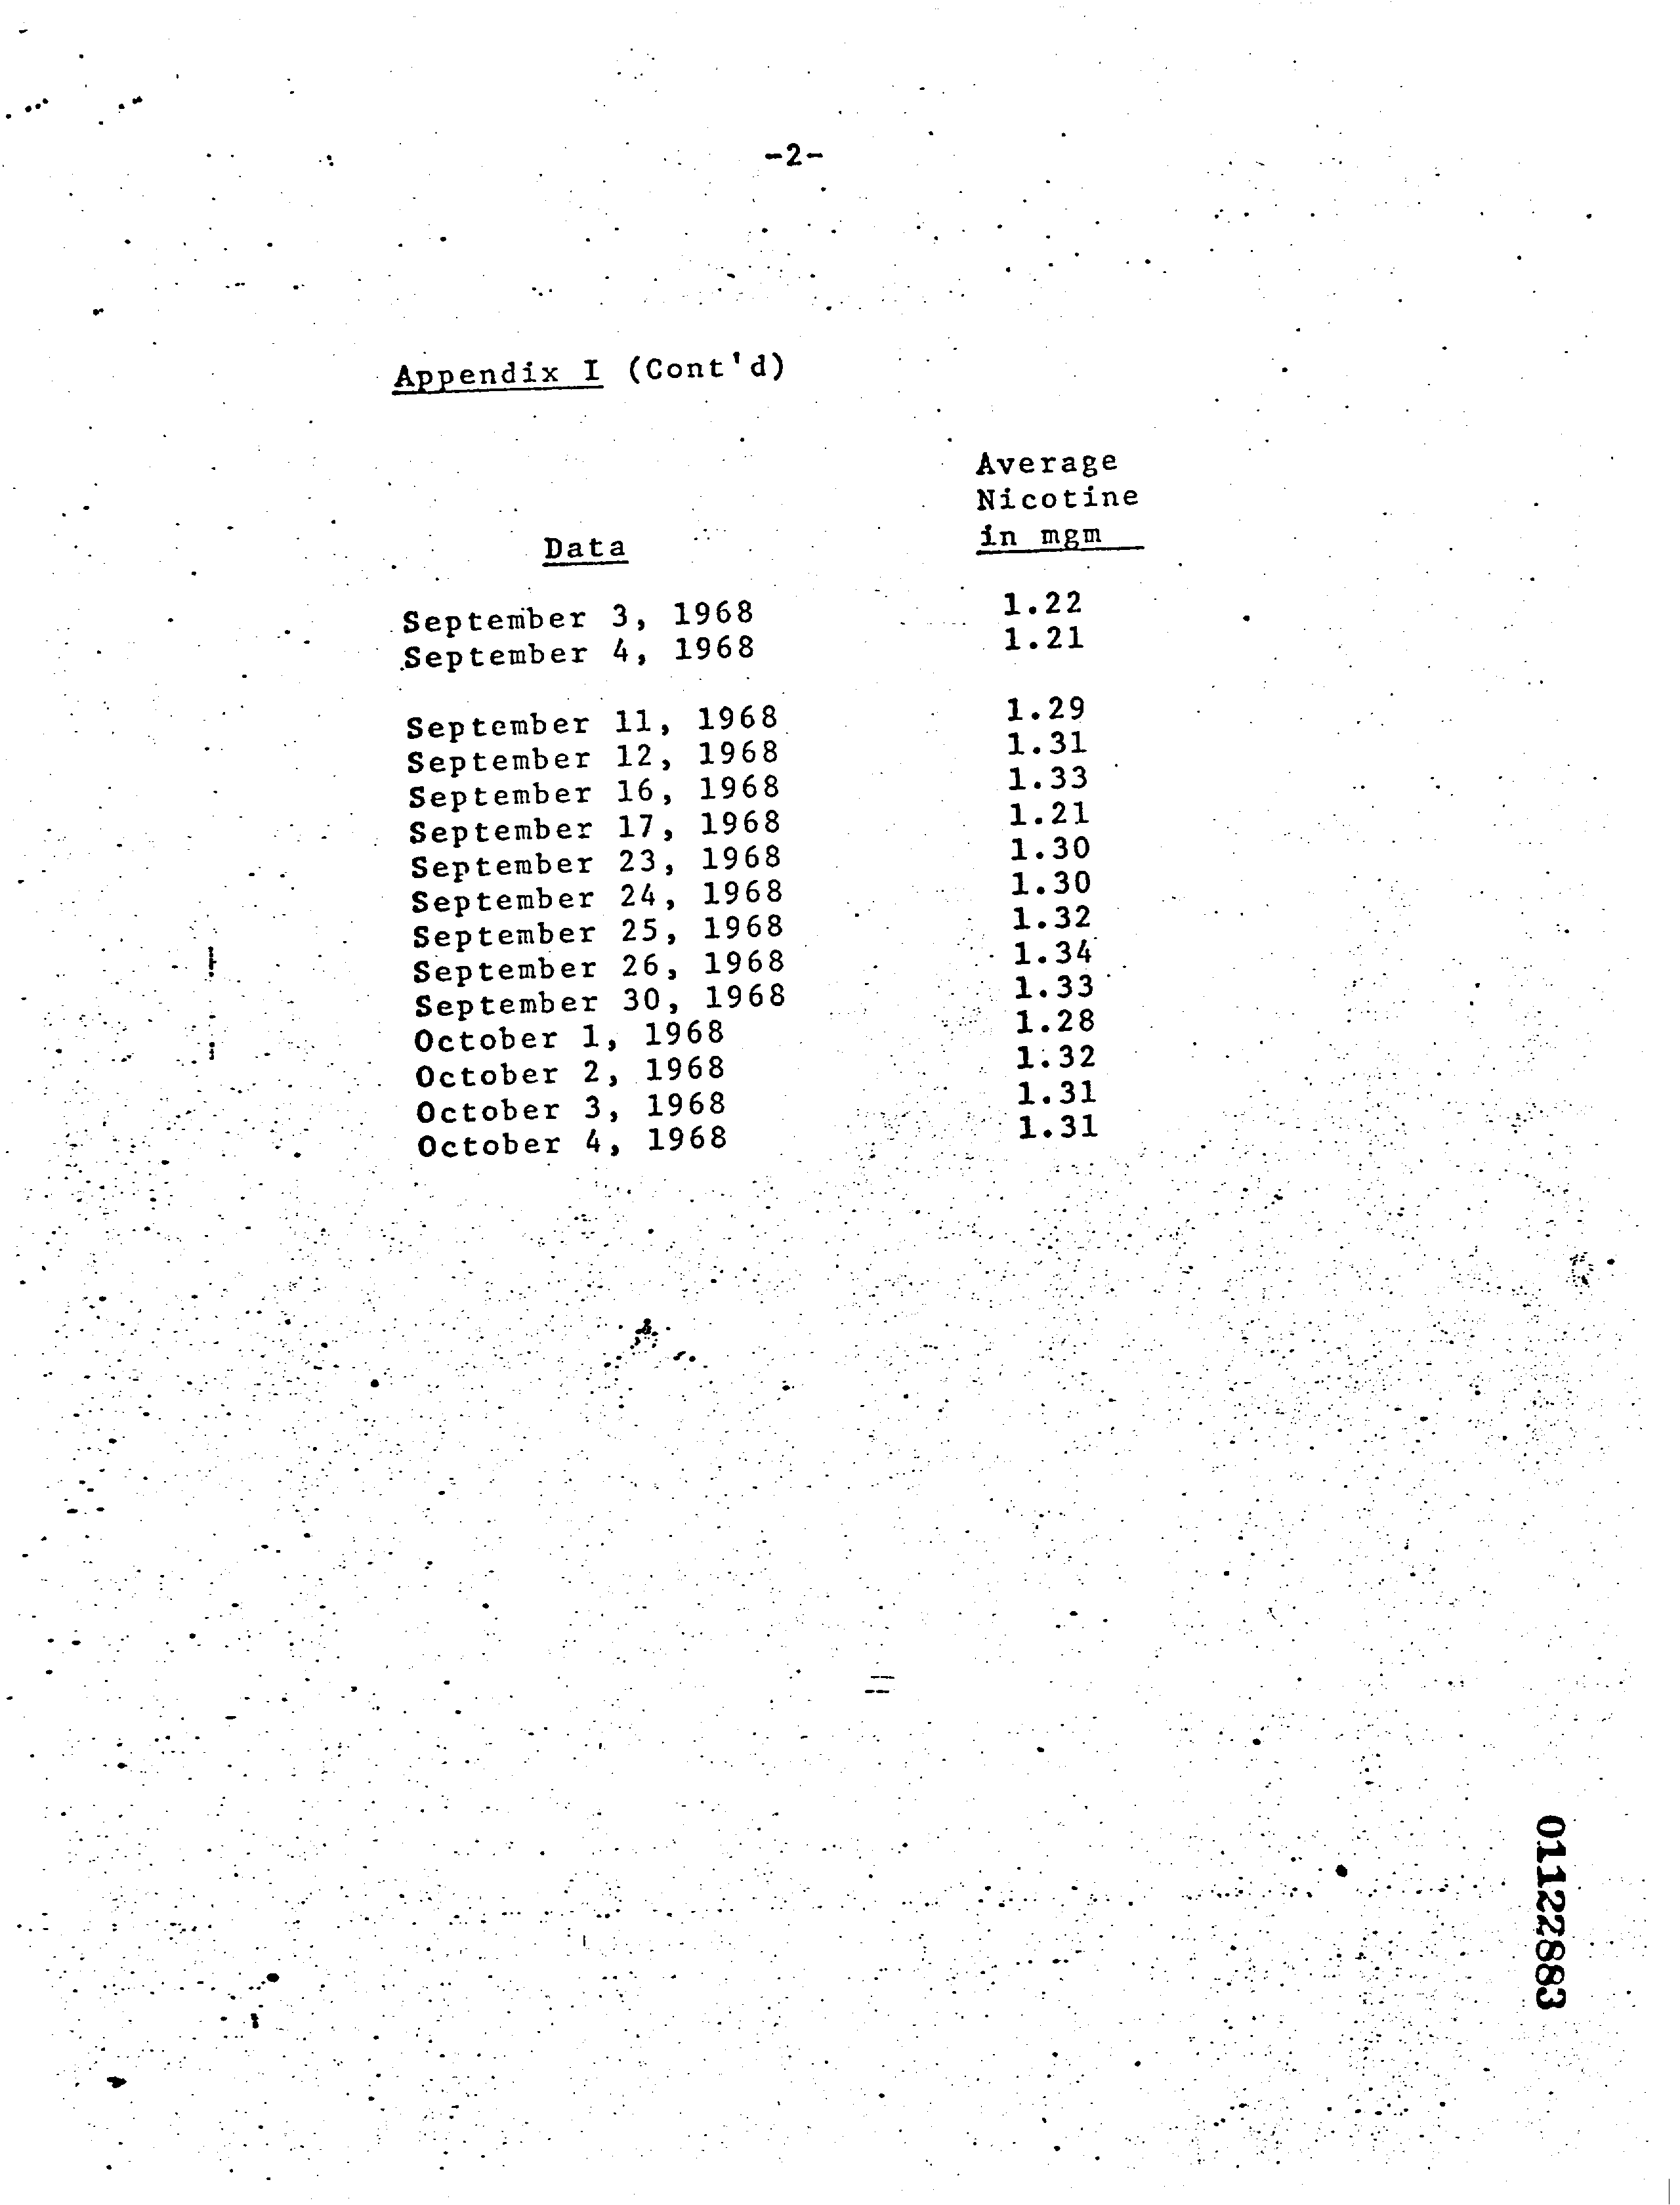 -2-
Appendix I (Cont'd)
Average
Nicotine
Data in mgm
September 3, 1968 1.22
September 4, 1968 1.21
September 11, 1968 1.29
September 12, 1968 1.31
September 16, 1968 1.33
September 17, 1968 1.21
September 23, 1968 1.30
September 24, 1968 1.30
September 25, 1968 1.32
September 26, 1968 1.34
September 30, 1968 1.33
October 1, 1968 1.28
October 2, 1968 1.32
October 3, 1968 1.31
October 4, 1968 1.31
01122883